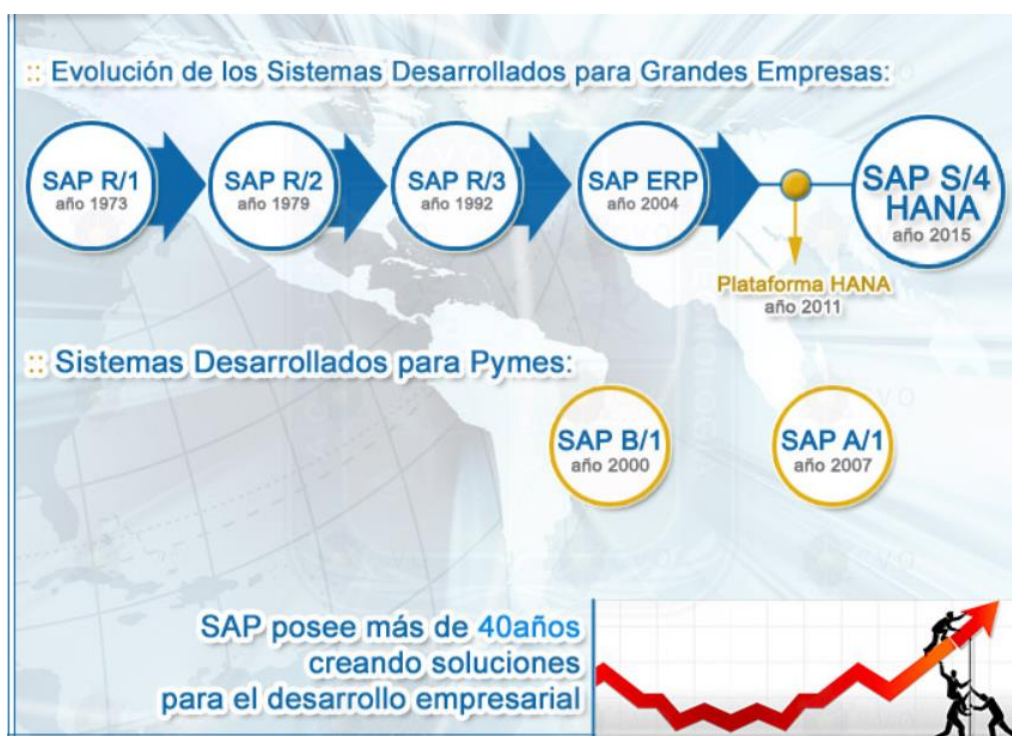 :: Evolución de los Sistemas Desarrollados para Grandes Empresas:
SAP R/1
año 1973
SAP R/2
año 1979
SAP R/3
año 1992
SAP ERP
año 2004
SAP S/4
HANA
año 2015
Plataforma HANA
año 2011
:: Sistemas Desarrollados para Pymes:
SAP B/1
año 2000
SAP A/1
año 2007
SAP posee más de 40años
creando soluciones
para el desarrollo empresarial